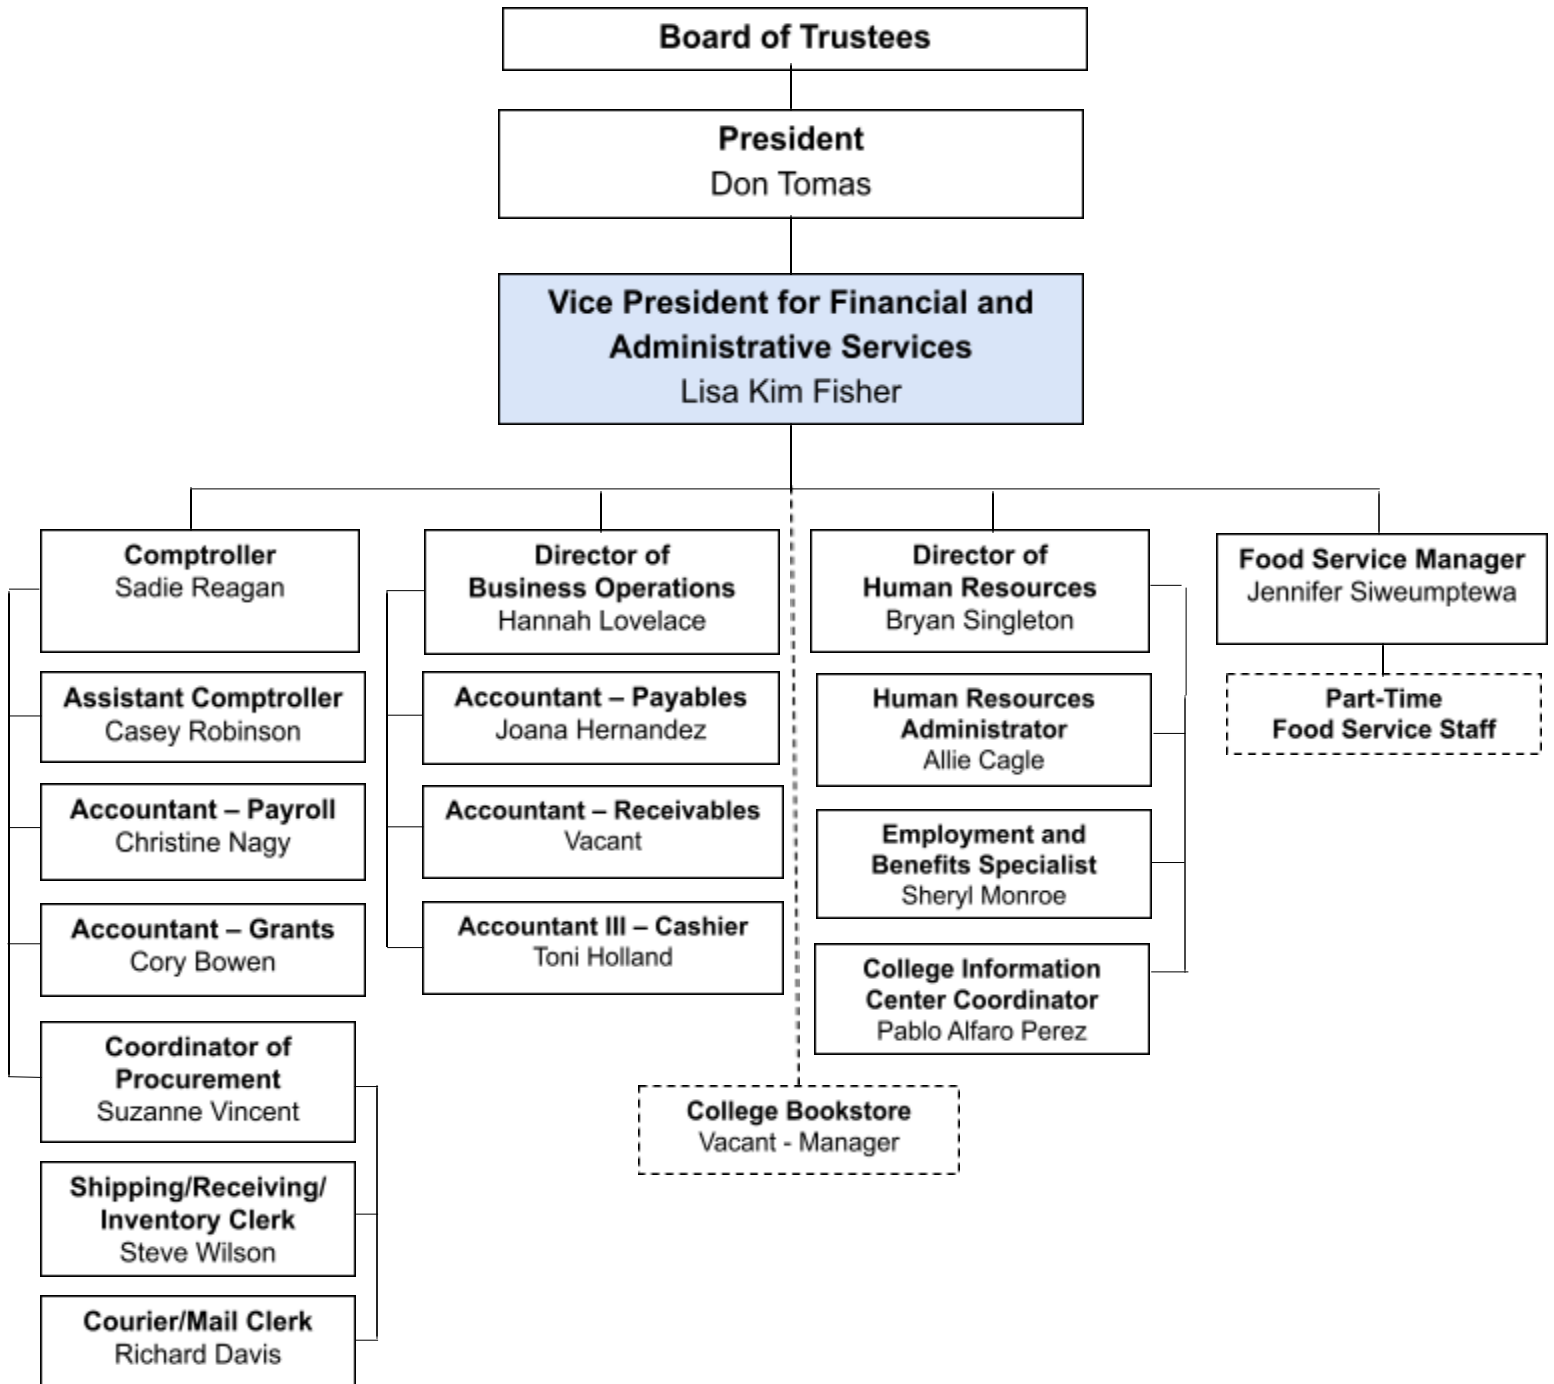 Board of Trustees
President
Don Tomas
Vice President for Financial and
Administrative Services
Lisa Kim Fisher
Comptroller
Sadie Reagan
Assistant Comptroller
Casey Robinson
Accountant – Payroll
Christine Nagy
Accountant – Grants
Cory Bowen
Coordinator of
Procurement
Suzanne Vincent
Shipping/Receiving/
Inventory Clerk
Steve Wilson
Courier/Mail Clerk
Richard Davis
Director of
Business Operations
Hannah Lovelace
Accountant – Payables
Joana Hernandez
Accountant – Receivables
Vacant
Accountant III – Cashier
Toni Holland
College Bookstore
Vacant - Manager
Director of
Human Resources
Bryan Singleton
Human Resources
Administrator
Allie Cagle
Employment and
Benefits Specialist
Sheryl Monroe
College Information
Center Coordinator
Pablo Alfaro Perez
Food Service Manager
Jennifer Siweumptewa
Part-Time
Food Service Staff